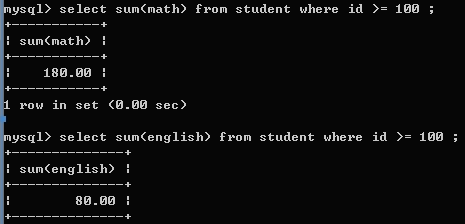 mysql> select sum(math) from student where id >= 100 ;
+-----------+
¦ sum(math) ¦
+-----------+
¦    180.00 ¦
+-----------+
1 row in set (0.00 sec)
mysql> select sum(english) from student where id >= 100 ;
+--------------+
¦ sum(english) ¦
+--------------+
¦        80.00 ¦
+--------------+